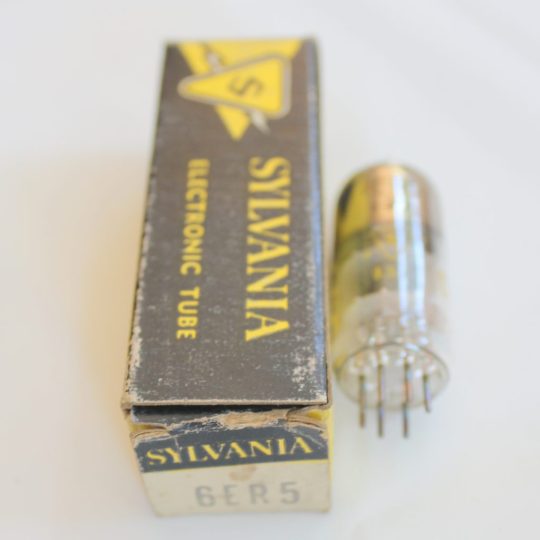 S
SYLVANIA
ELECTRONIC TUBE
SYLVANIA
6ER5